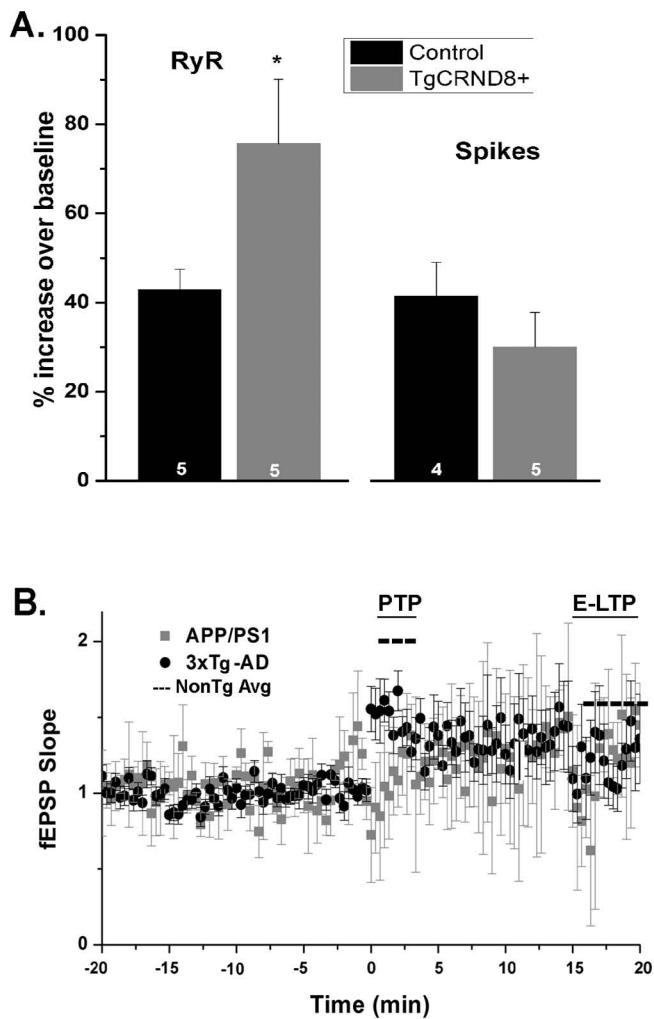 A.
% increase over baseline
100
80
60
40
20
0
RyR
*
Control
TgCRND8+
Spikes
5
5
4
5
B.
fEPSP Slope
2
1
0
APP/PS1
3xTg-AD
NonTg Avg
PTP
E-LTP
-20 -15 -10 -5 0 5 10 15 20
Time (min)